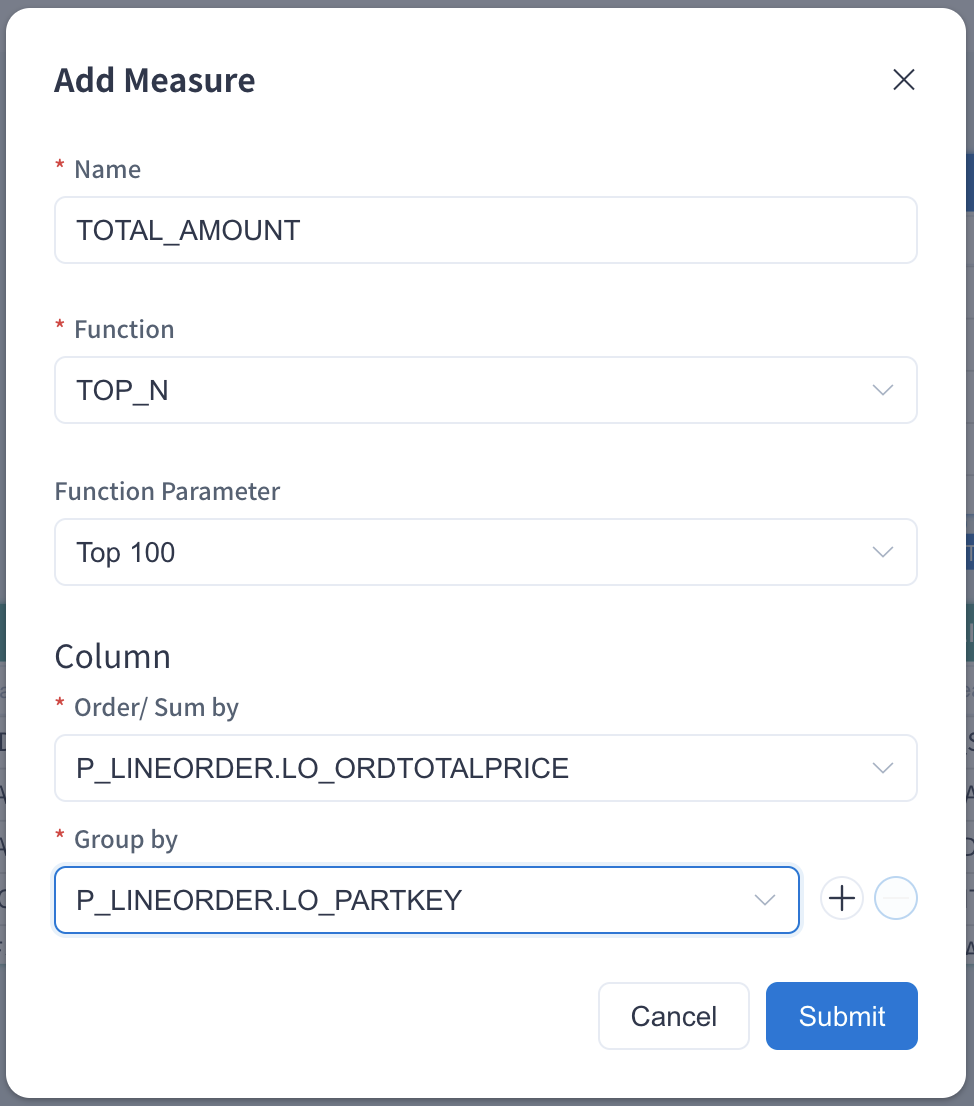 Add Measure
* Name
TOTAL_AMOUNT
* Function
TOP_N
Function Parameter
Top 100
Column
* Order/ Sum by
P_LINEORDER.LO_ORDTOTALPRICE
* Group by
P_LINEORDER.LO_PARTKEY
Cancel
Submit